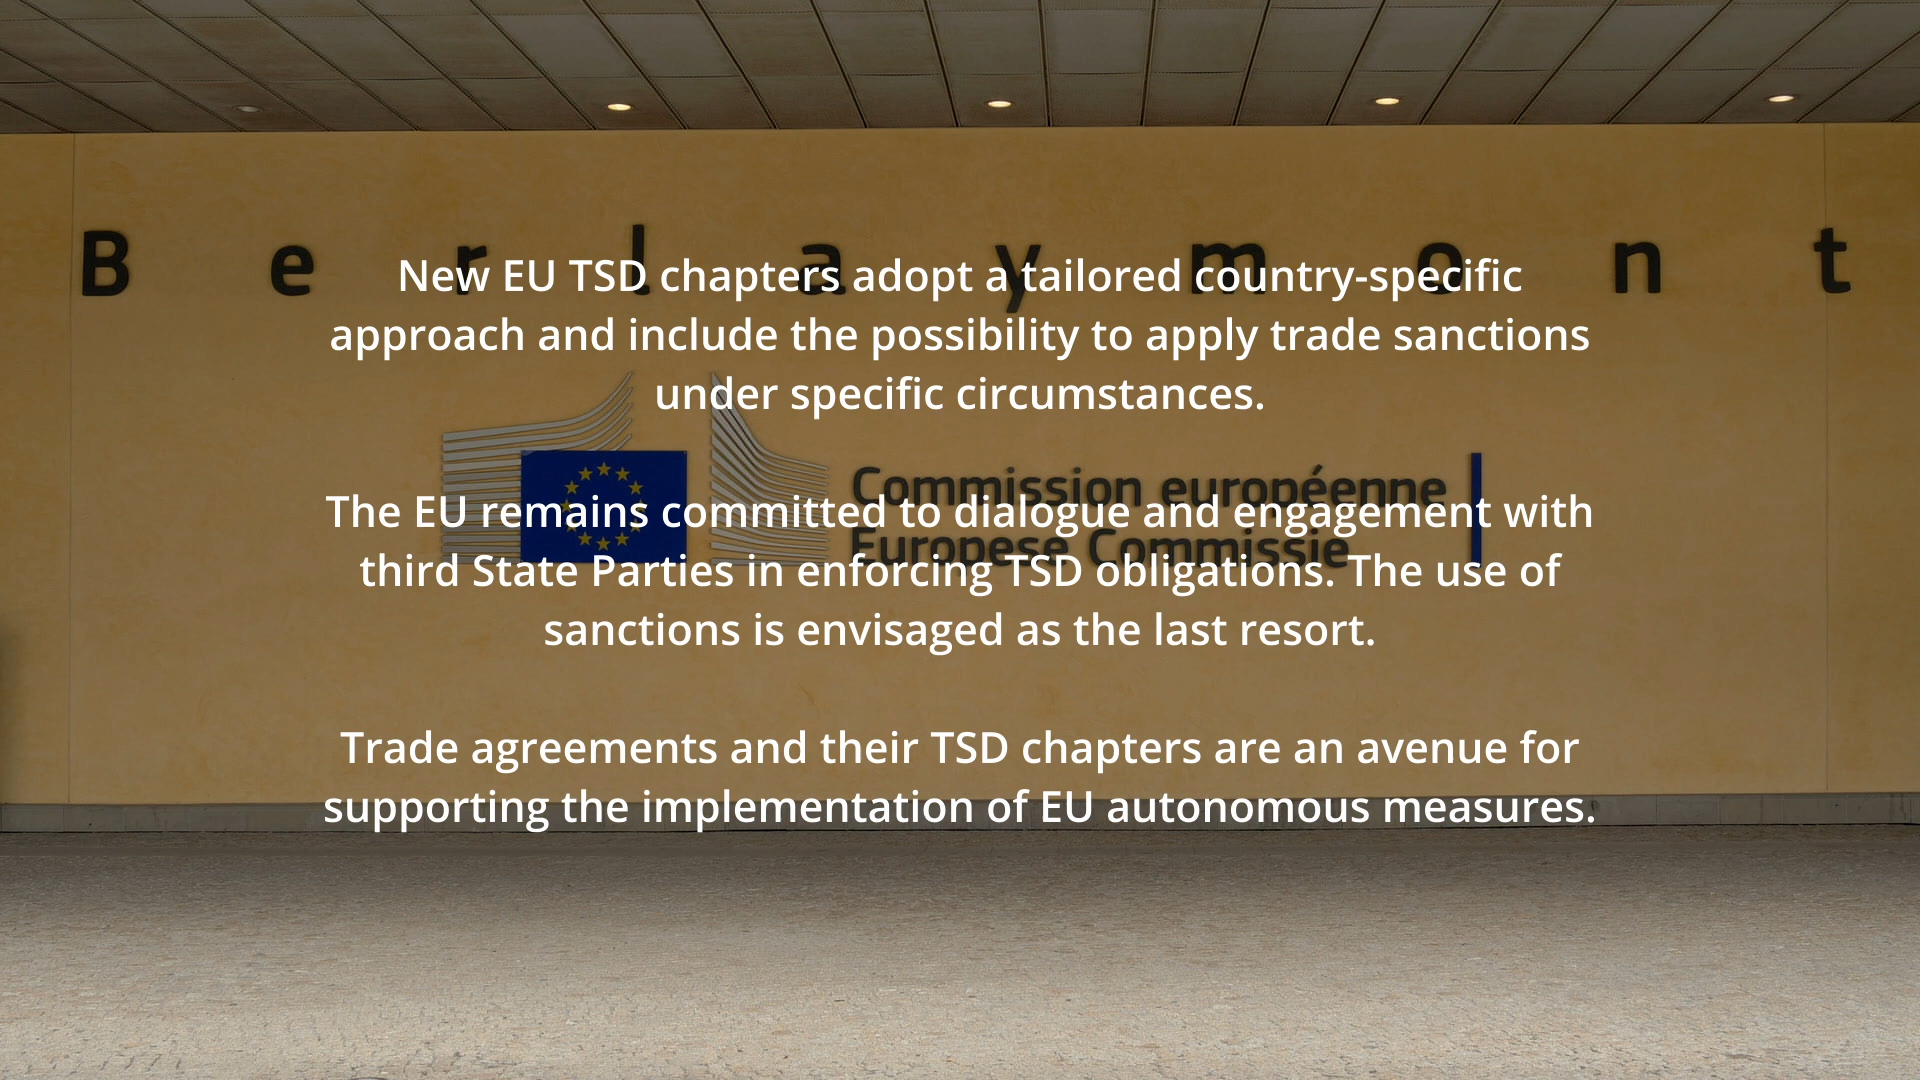 Berlaymont
New EU TSD chapters adopt a tailored country-specific
approach and include the possibility to apply trade sanctions
under specific circumstances.
Commission européenne
Europese Commissie
The EU remains committed to dialogue and engagement with
third State Parties in enforcing TSD obligations. The use of
sanctions is envisaged as the last resort.
Trade agreements and their TSD chapters are an avenue for
supporting the implementation of EU autonomous measures.